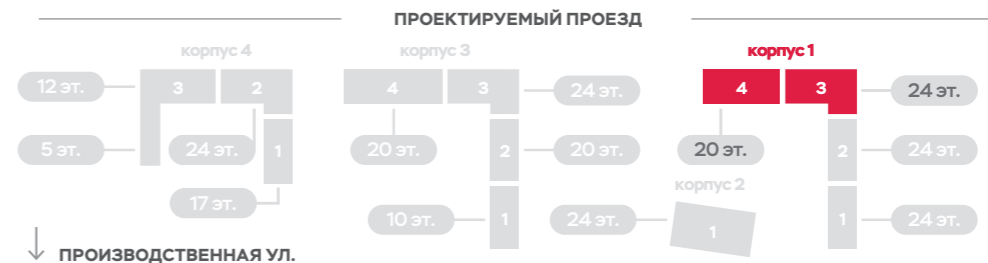 ПРОЕКТИРУЕМЫЙ ПРОЕЗД
корпус 4 корпус 3 корпус 1
12 эт. 3 2 4 3 24 эт. 4 3 24 эт.
5 эт. 24 эт. 1 20 эт. 2 20 эт. 20 эт. 2 24 эт.
корпус 2
17 эт. 10 эт. 1 24 эт. 1 1 24 эт.
ПРОИЗВОДСТВЕННАЯ УЛ.